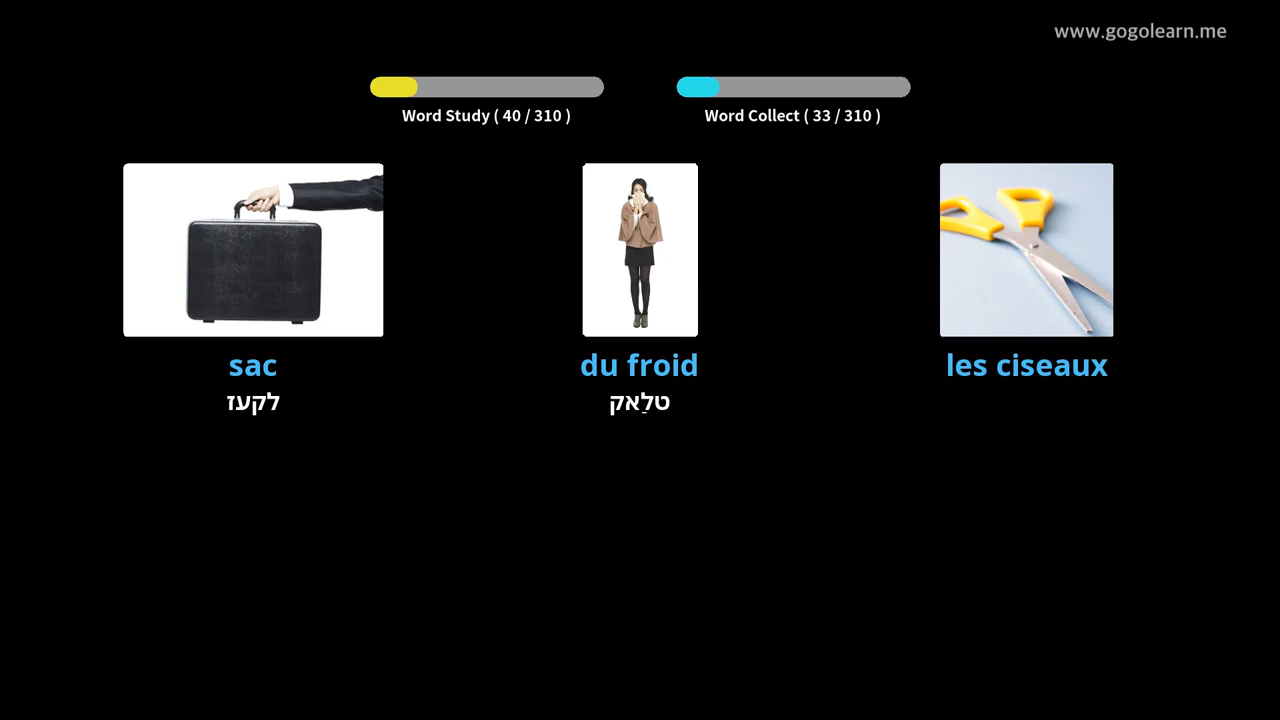 www.gogolearn.me
Word Study ( 40 / 310 )
Word Collect ( 33 / 310 )
sac
du froid
les ciseaux
לקעז
טלַאק